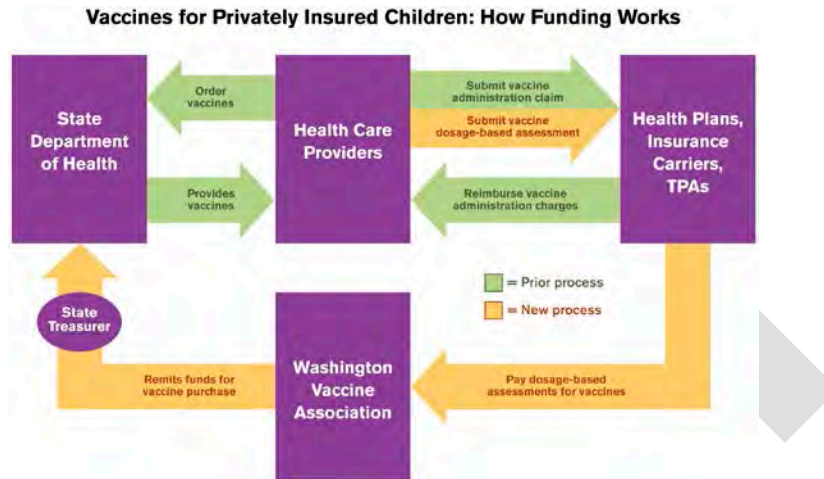 Vaccines for Privately Insured Children: How Funding Works
State
Department
of Health
Order
vaccines
Provides
vaccines
Health Care
Providers
Submit vaccine
administration claim
Submit vaccine
dosage-based assessment
Reimburse vaccine
administration charges
Health Plans,
Insurance
Carriers,
TPAs
= Prior process
= New process
State
Treasurer
Remits funds for
vaccine purchase
Washington
Vaccine
Association
Pay dosage-based
assessments for vaccines